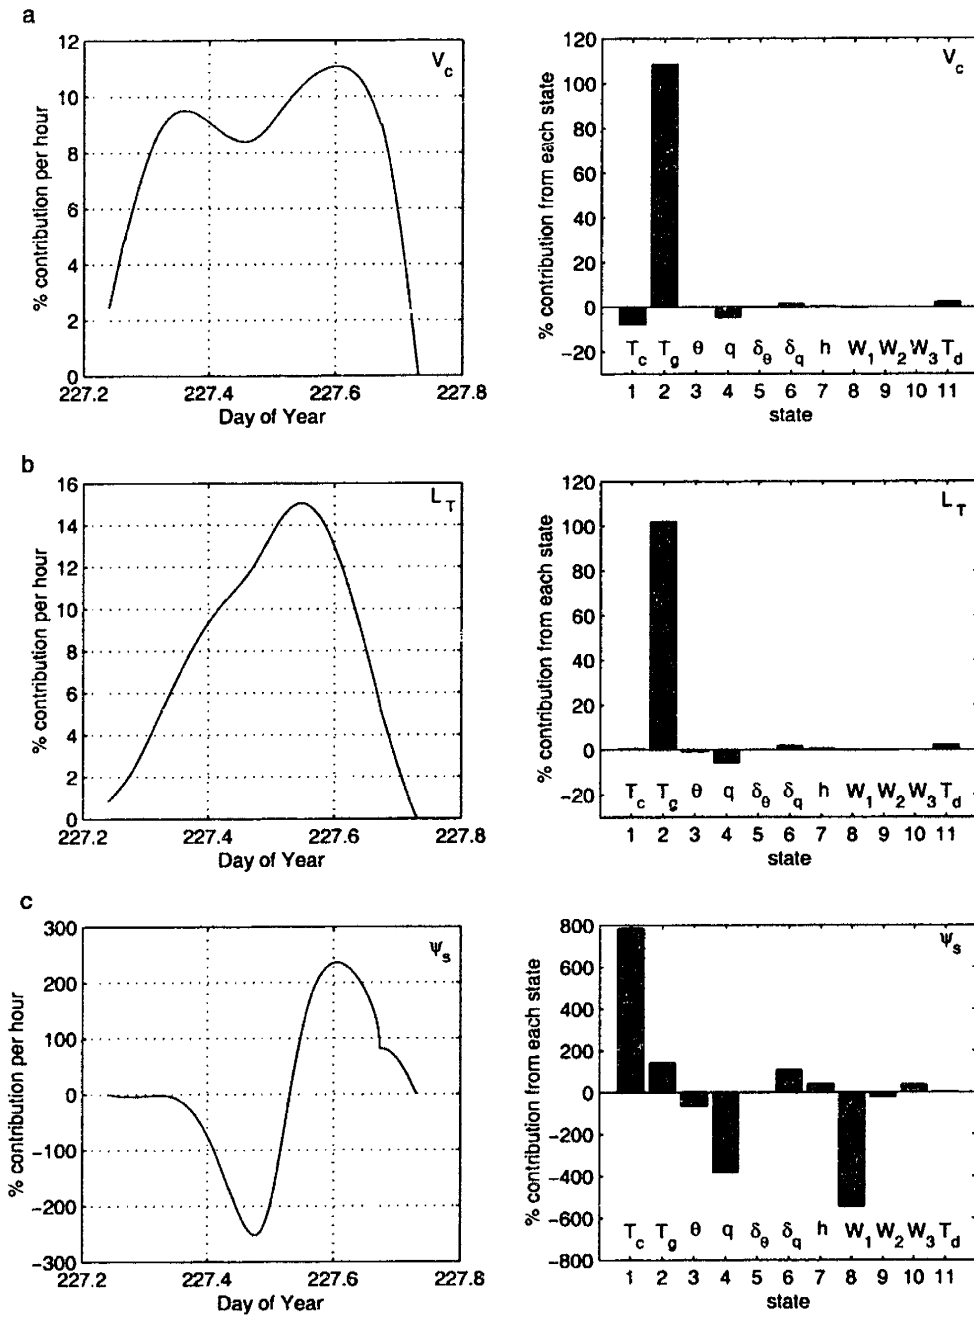 a
V_c
12
10
8
6
4
2
0
227.2 227.4 227.6 227.8
Day of Year
% contribution per hour
V_c
120
100
80
60
40
20
0
−20
% contribution from each state
T_c T_g θ q δ_θ δ_q h W_1 W_2 W_3 T_d
1 2 3 4 5 6 7 8 9 10 11
state
b
L_T
16
14
12
10
8
6
4
2
0
227.2 227.4 227.6 227.8
Day of Year
% contribution per hour
L_T
120
100
80
60
40
20
0
−20
% contribution from each state
T_c T_g θ q δ_θ δ_q h W_1 W_2 W_3 T_d
1 2 3 4 5 6 7 8 9 10 11
state
c
Ψ_s
300
200
100
0
−100
−200
−300
227.2 227.4 227.6 227.8
Day of Year
% contribution per hour
Ψ_s
800
600
400
200
0
−200
−400
−600
−800
% contribution from each state
T_c T_g θ q δ_θ δ_q h W_1 W_2 W_3 T_d
1 2 3 4 5 6 7 8 9 10 11
state